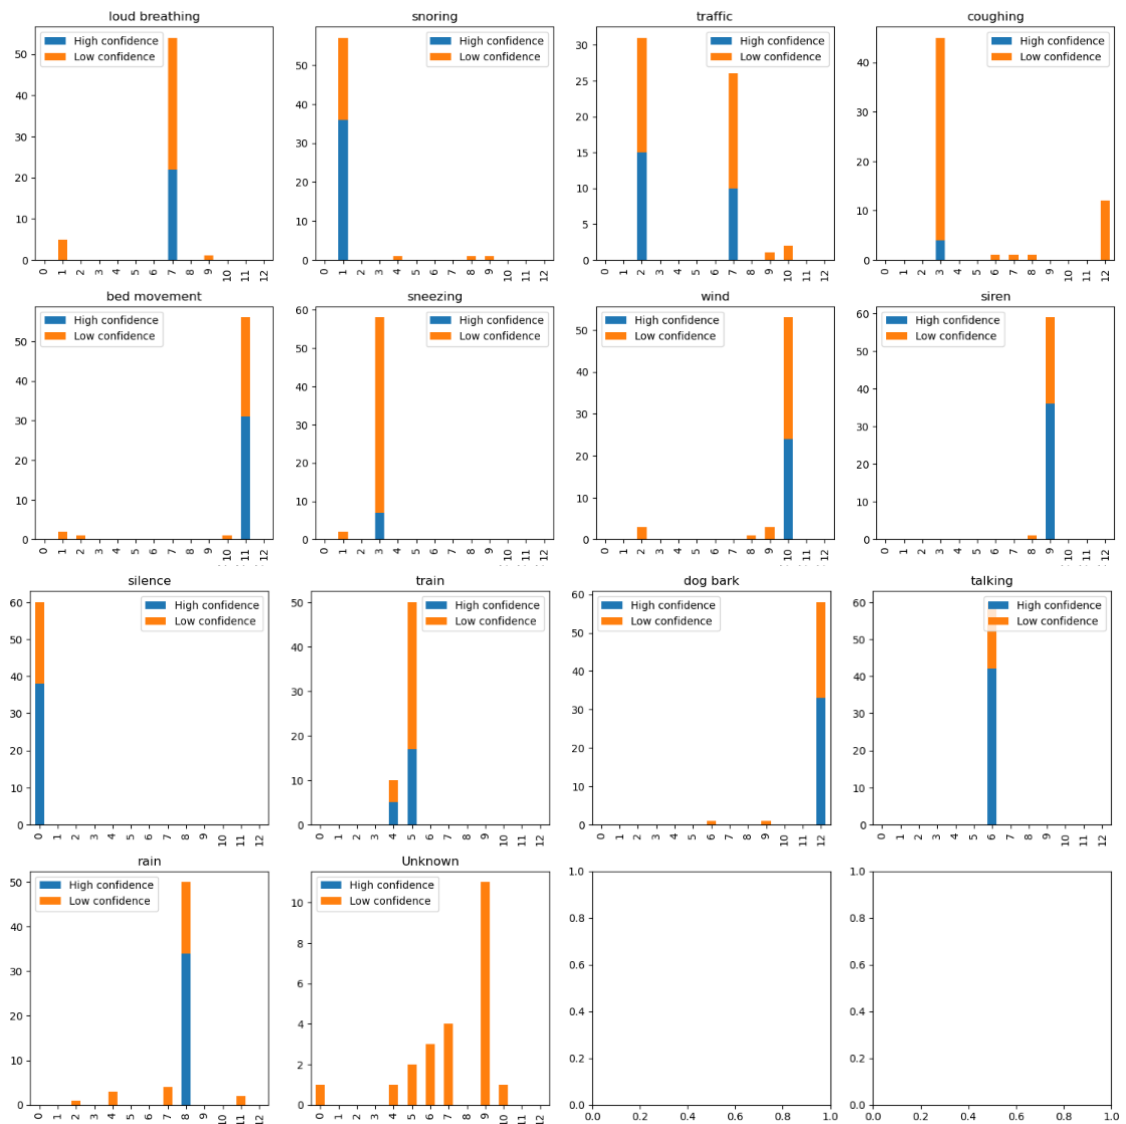 loud breathing
High confidence
Low confidence
50
40
30
20
10
0
0 1 2 3 4 5 6 7 8 9 10 11 12
snoring
High confidence
Low confidence
50
40
30
20
10
0
0 1 2 3 4 5 6 7 8 9 10 11 12
traffic
High confidence
Low confidence
30
25
20
15
10
5
0
0 1 2 3 4 5 6 7 8 9 10 11 12
coughing
High confidence
Low confidence
40
30
20
10
0
0 1 2 3 4 5 6 7 8 9 10 11 12
bed movement
High confidence
Low confidence
50
40
30
20
10
0
0 1 2 3 4 5 6 7 8 9 10 11 12
sneezing
High confidence
Low confidence
60
50
40
30
20
10
0
0 1 2 3 4 5 6 7 8 9 10 11 12
wind
High confidence
Low confidence
50
40
30
20
10
0
0 1 2 3 4 5 6 7 8 9 10 11 12
siren
High confidence
Low confidence
60
50
40
30
20
10
0
0 1 2 3 4 5 6 7 8 9 10 11 12
silence
High confidence
Low confidence
60
50
40
30
20
10
0
0 1 2 3 4 5 6 7 8 9 10 11 12
train
High confidence
Low confidence
50
40
30
20
10
0
0 1 2 3 4 5 6 7 8 9 10 11 12
dog bark
High confidence
Low confidence
60
50
40
30
20
10
0
0 1 2 3 4 5 6 7 8 9 10 11 12
talking
High confidence
Low confidence
50
40
30
20
10
0
0 1 2 3 4 5 6 7 8 9 10 11 12
rain
High confidence
Low confidence
50
40
30
20
10
0
0 1 2 3 4 5 6 7 8 9 10 11 12
Unknown
High confidence
Low confidence
10
8
6
4
2
0
0 1 2 3 4 5 6 7 8 9 10 11 12
1.0
0.8
0.6
0.4
0.2
0.0
0.0 0.2 0.4 0.6 0.8 1.0
1.0
0.8
0.6
0.4
0.2
0.0
0.0 0.2 0.4 0.6 0.8 1.0